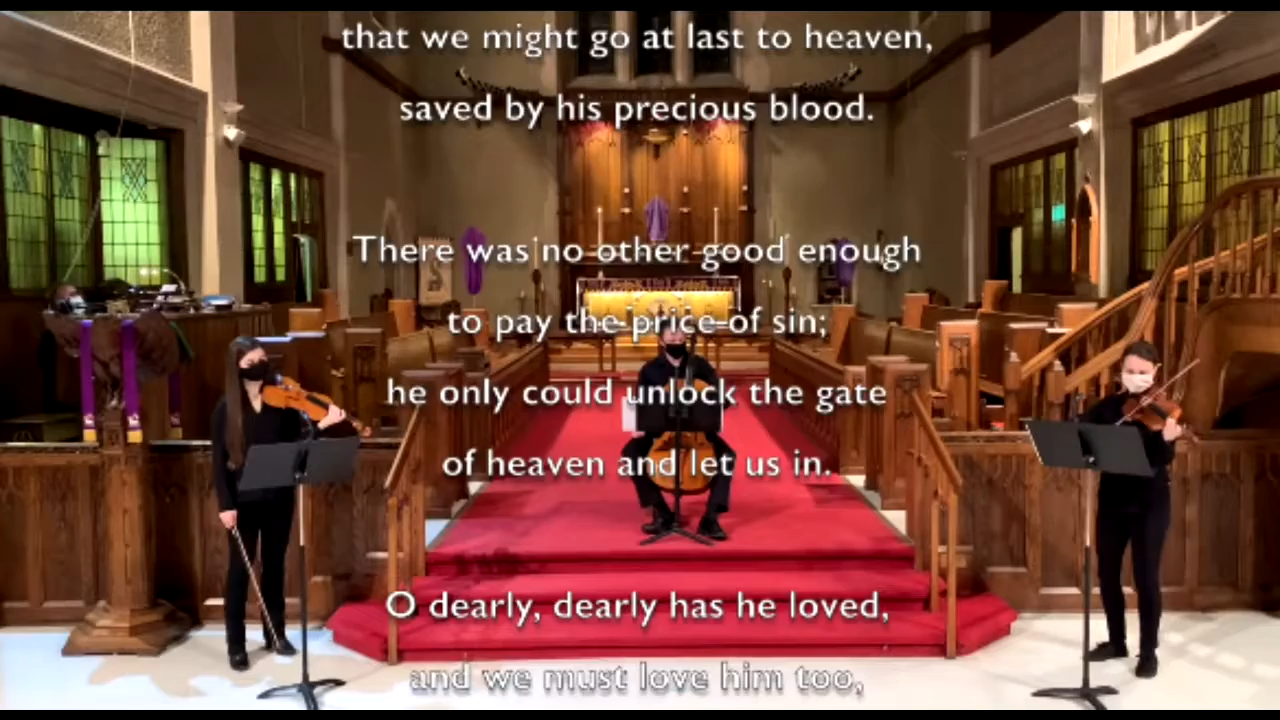 that we might go at last to heaven,
saved by his precious blood.
There was no other good enough
to pay the price of sin;
he only could unlock the gate
of heaven and let us in.
O dearly, dearly has he loved,
and we must love him too,